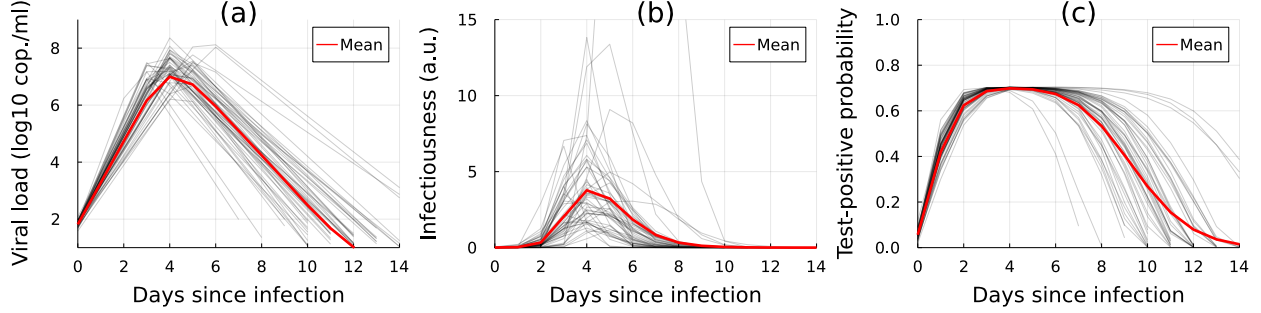 (a)
Viral load (log10 cop./ml)
8
6
4
2
0 2 4 6 8 10 12 14
Days since infection
Mean
(b)
Infectiousness (a.u.)
15
10
5
0
0 2 4 6 8 10 12 14
Days since infection
Mean
(c)
Test-positive probability
1.0
0.8
0.6
0.4
0.2
0.0
0 2 4 6 8 10 12 14
Days since infection
Mean